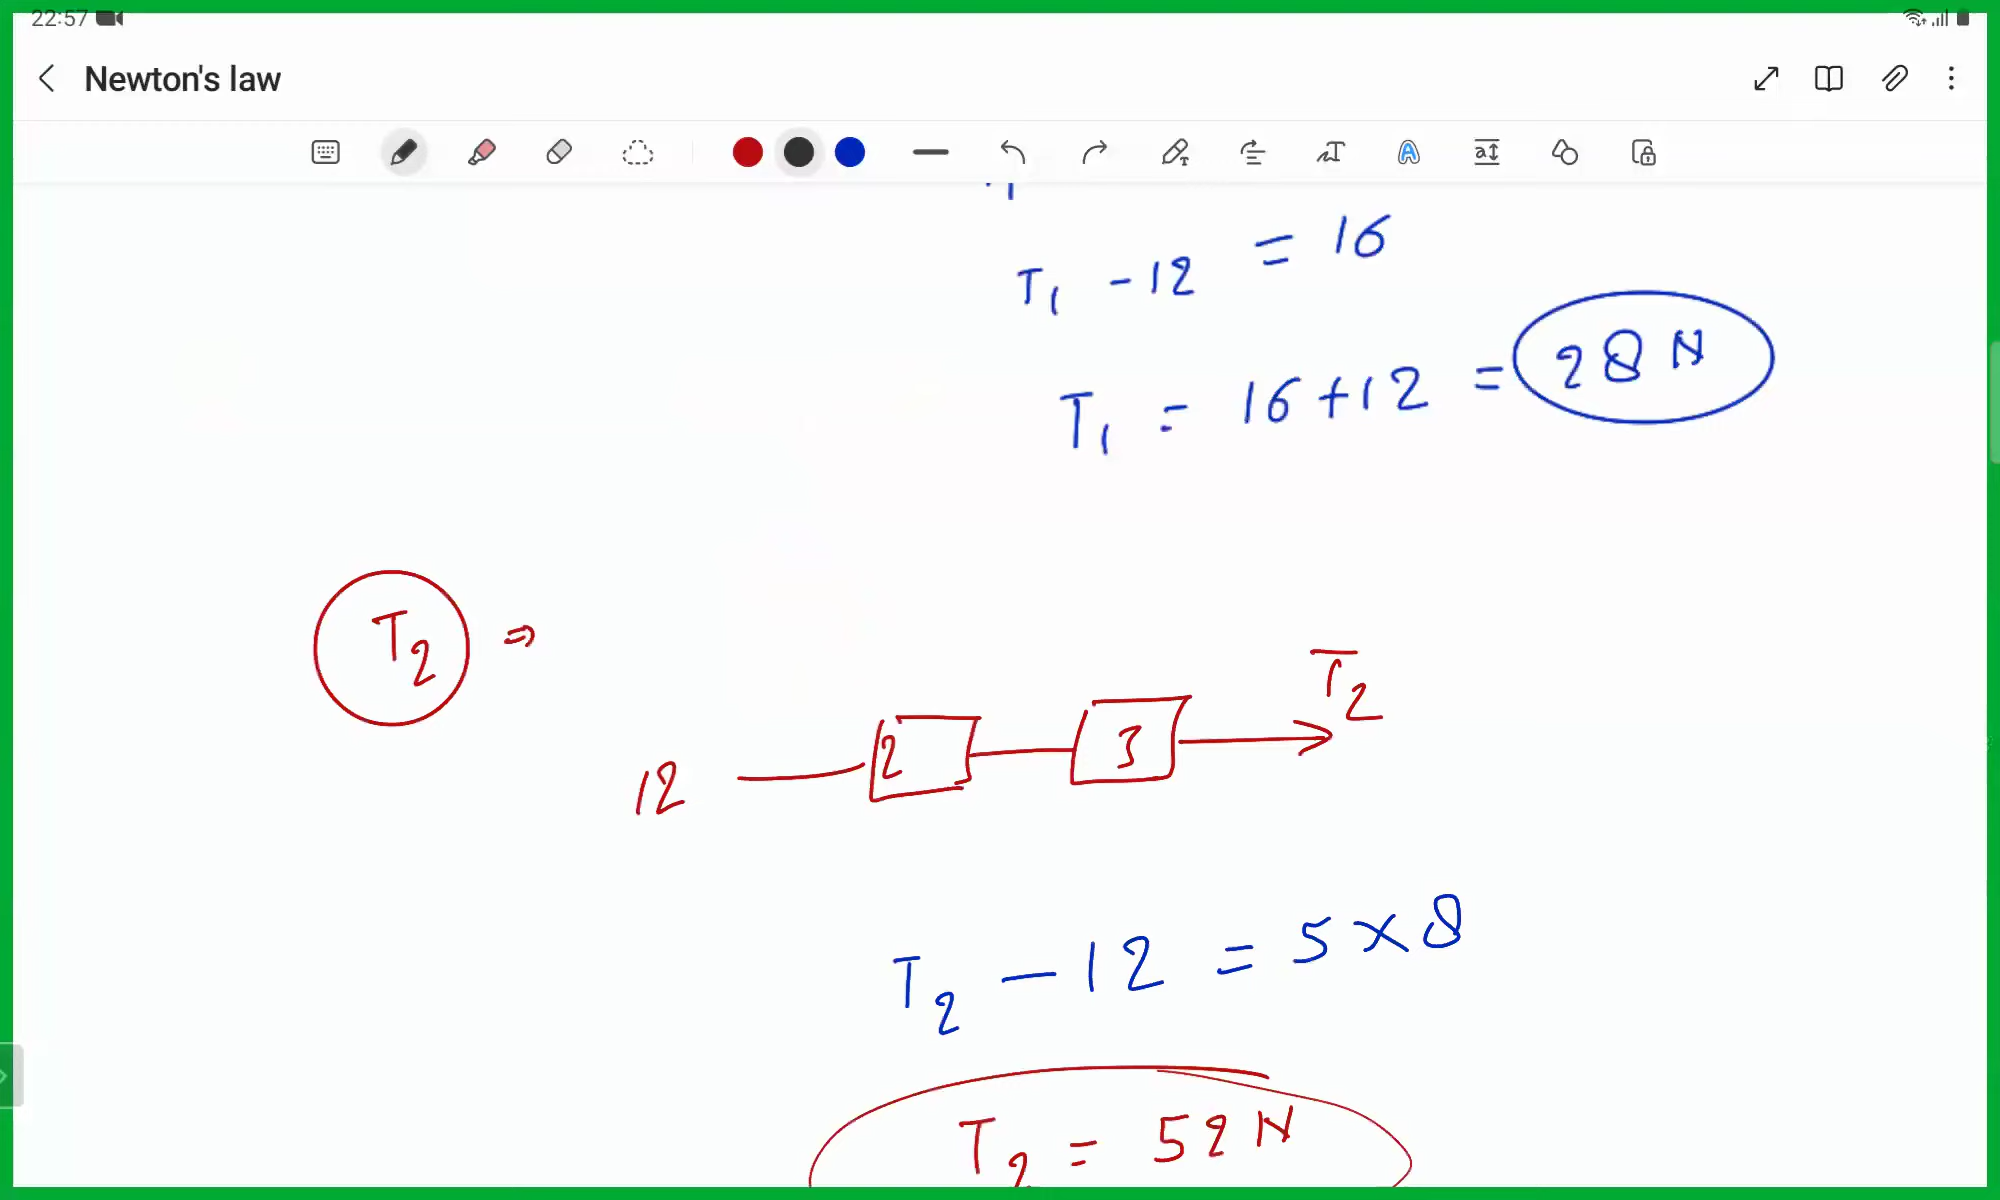 22:57
Newton's law
T₁ - 12 = 16
T₁ = 16 + 12 = 28 N
T₂ ⇒
T₂
12 2 3
T₂ - 12 = 5 × 8
T₂ = 52 N